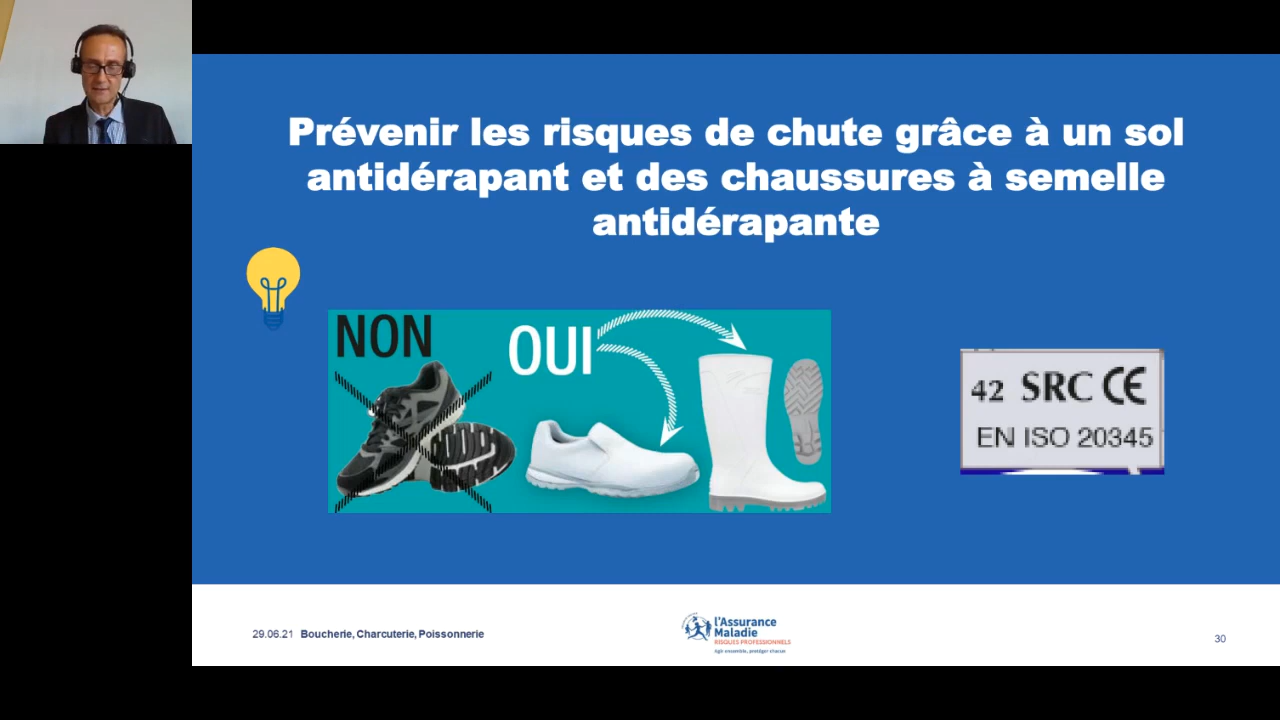 Prévenir les risques de chute grâce à un sol
antidérapant et des chaussures à semelle
antidérapante
NON
OUI
42 SRC CE
EN ISO 20345
29.06.21 Boucherie, Charcuterie, Poissonnerie
l'Assurance
Maladie
RISQUES PROFESSIONNELS
Agir ensemble, protéger chacun
30